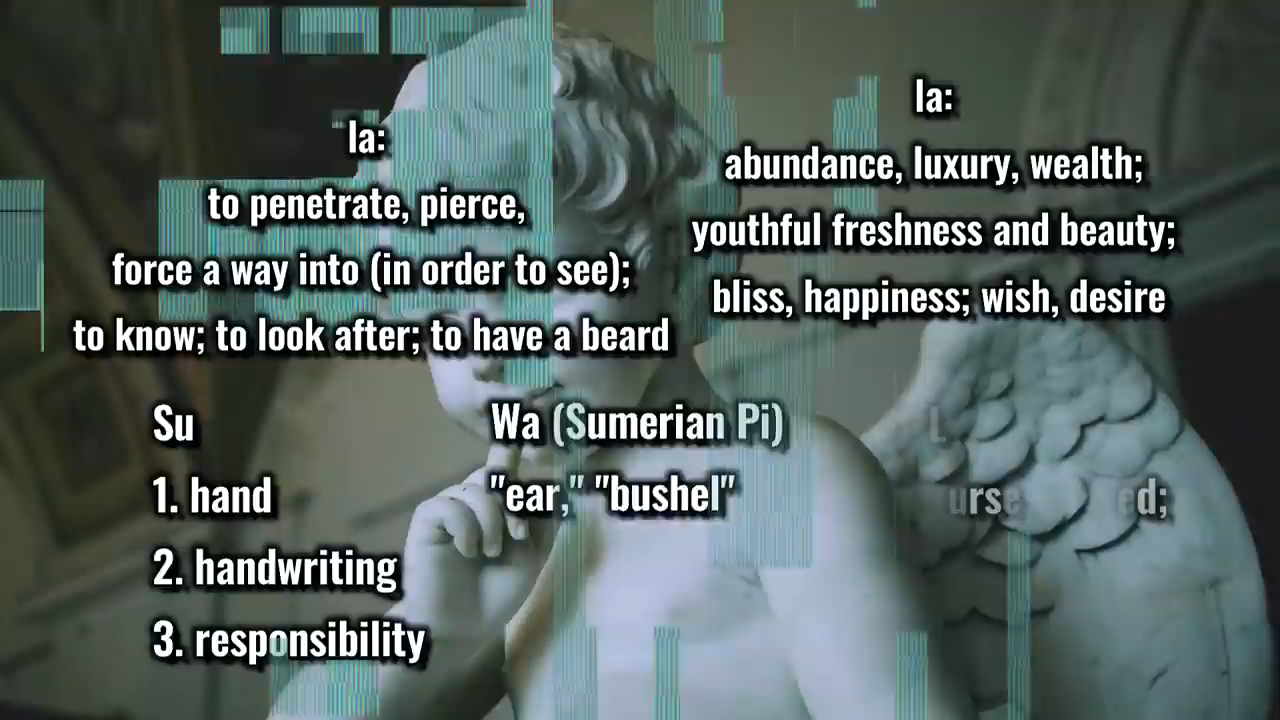 la:
to penetrate, pierce,
force a way into (in order to see);
to know; to look after; to have a beard
la:
abundance, luxury, wealth;
youthful freshness and beauty;
bliss, happiness; wish, desire
Su
1. hand
2. handwriting
3. responsibility
Wa (Sumerian Pi)
"ear," "bushel"